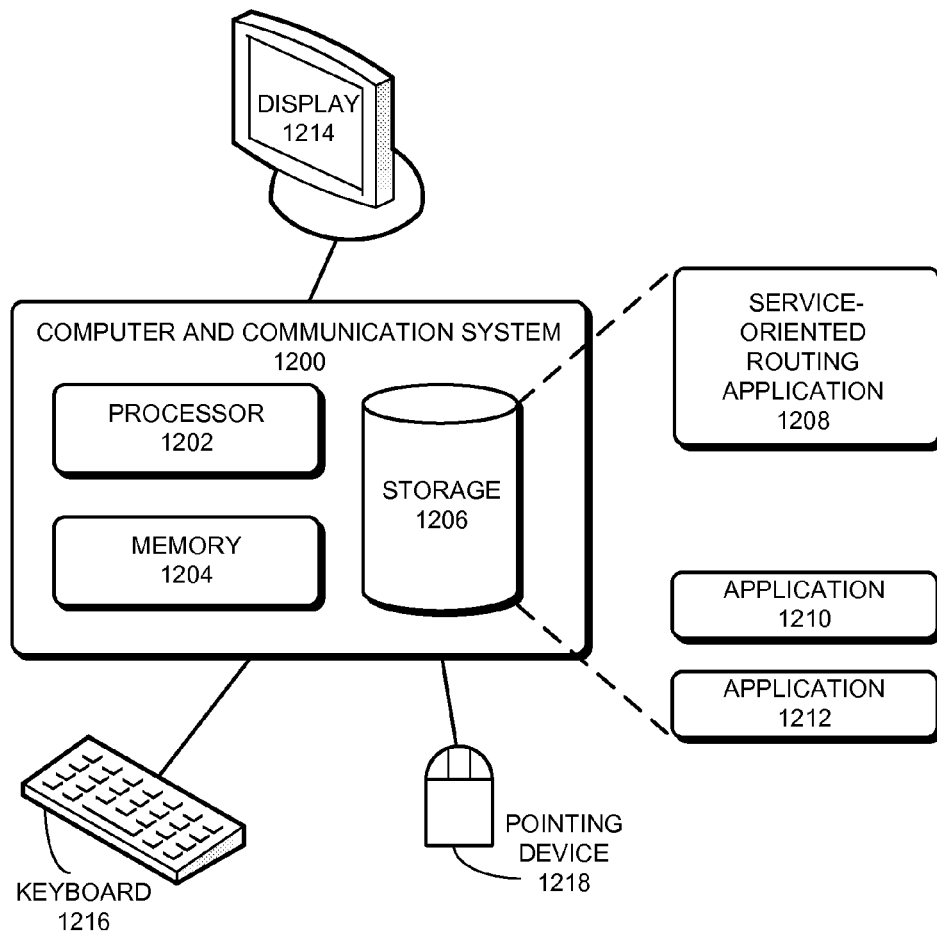 DISPLAY
1214
COMPUTER AND COMMUNICATION SYSTEM
1200
PROCESSOR
1202
MEMORY
1204
STORAGE
1206
SERVICE-
ORIENTED
ROUTING
APPLICATION
1208
APPLICATION
1210
APPLICATION
1212
KEYBOARD
1216
POINTING
DEVICE
1218